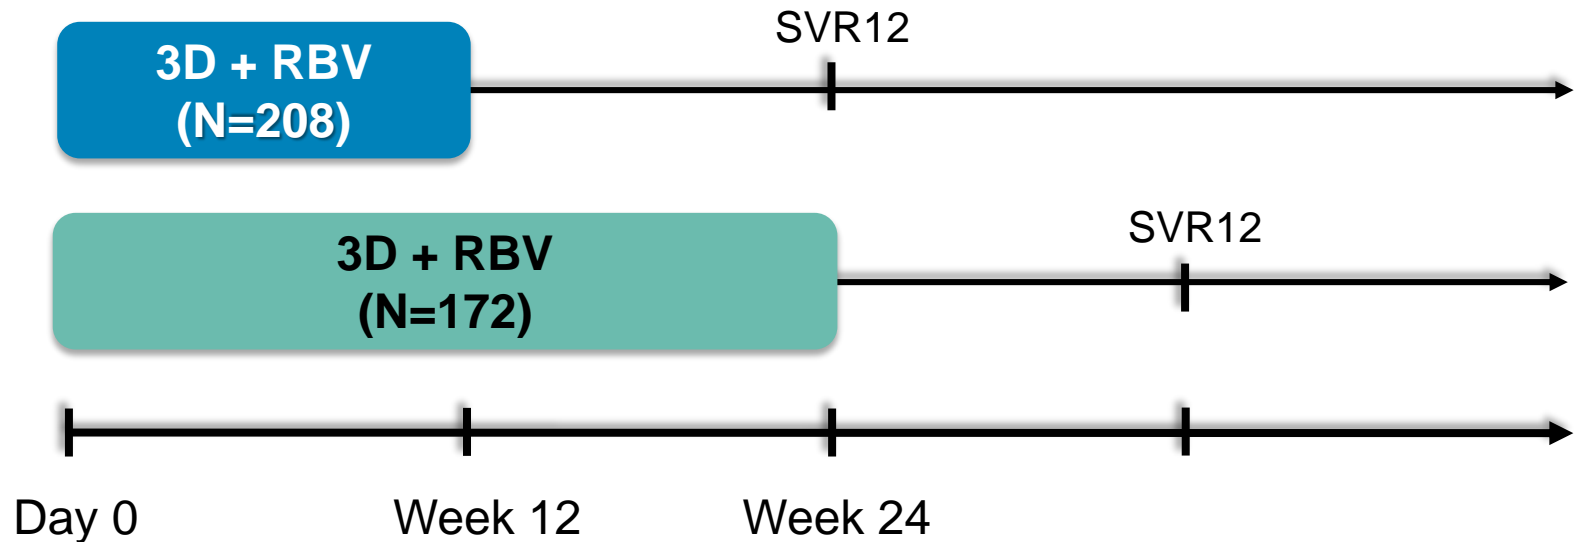 SVR12
3D + RBV
(N=208)
SVR12
3D + RBV
(N=172)
Day 0
Week 12
Week 24